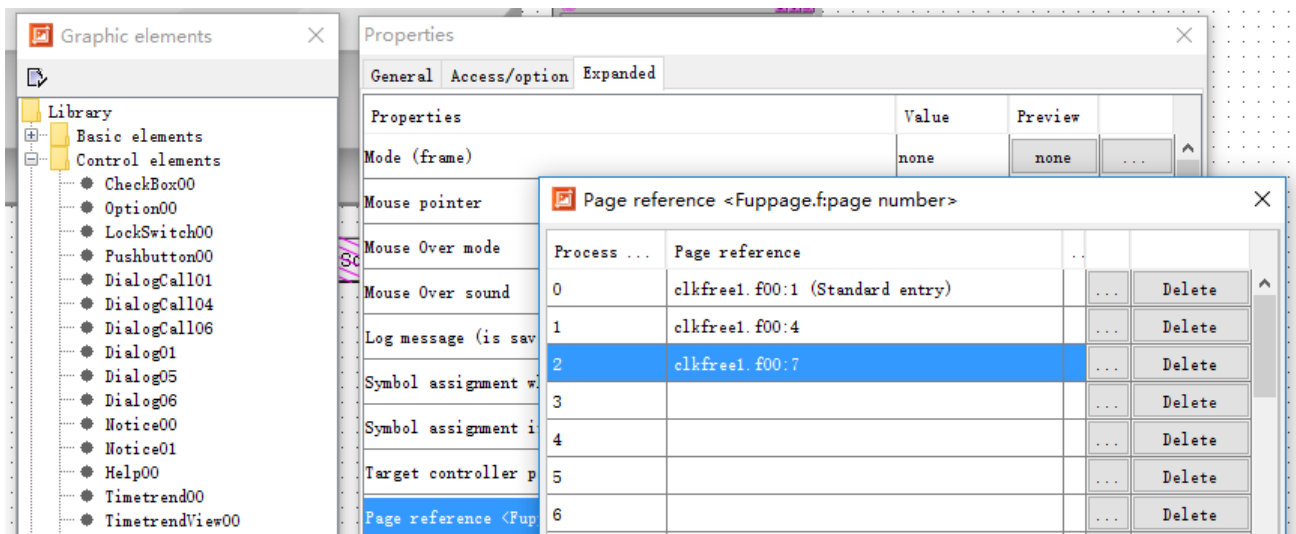 Graphic elements
Library
Basic elements
Control elements
CheckBox00
Option00
LockSwitch00
Pushbutton00
DialogCall01
DialogCall04
DialogCall06
Dialog01
Dialog05
Dialog06
Notice00
Notice01
Help00
Timetrend00
TimetrendView00
Properties
General Access/option Expanded
Properties Value Preview
Mode (frame) none none ...
Mouse pointer
Mouse Over mode
Mouse Over sound
Log message (is sav
Symbol assignment w
Symbol assignment i
Target controller p
Page reference <Fup
Page reference <Fuppage.f:page number>
Process ... Page reference ..
0 clkfree1.f00:1 (Standard entry) ... Delete
1 clkfree1.f00:4 ... Delete
2 clkfree1.f00:7 ... Delete
3 ... Delete
4 ... Delete
5 ... Delete
6 ... Delete